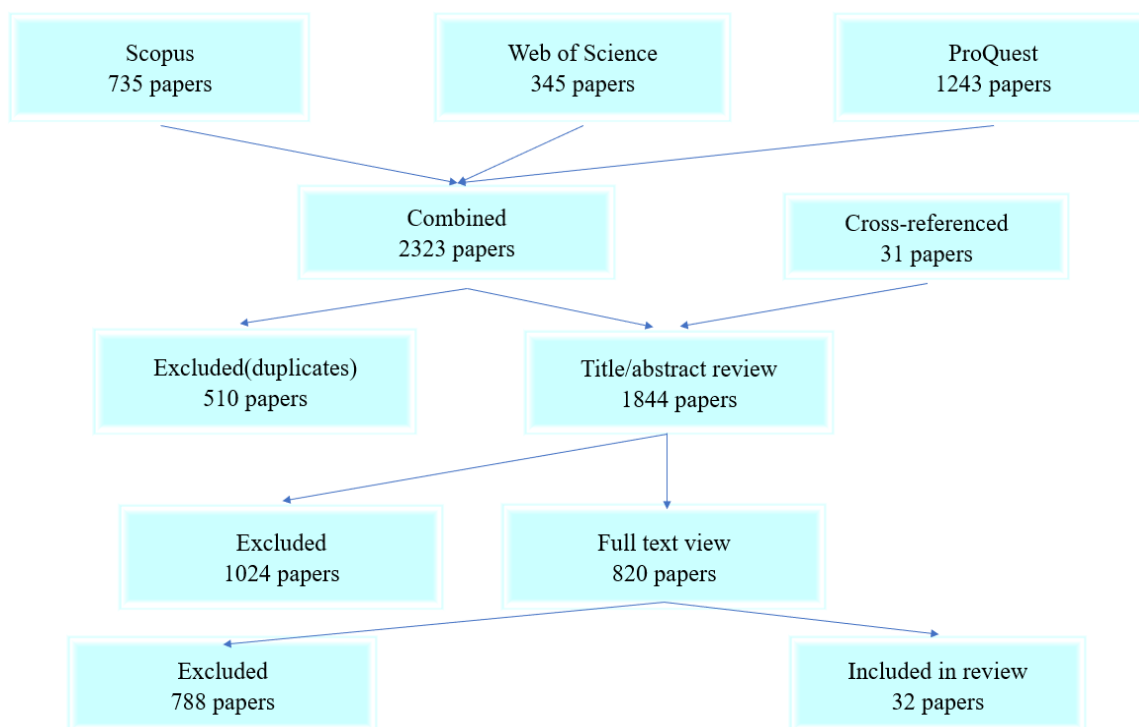 Scopus
735 papers
Web of Science
345 papers
ProQuest
1243 papers
Combined
2323 papers
Cross-referenced
31 papers
Excluded(duplicates)
510 papers
Title/abstract review
1844 papers
Excluded
1024 papers
Full text view
820 papers
Excluded
788 papers
Included in review
32 papers